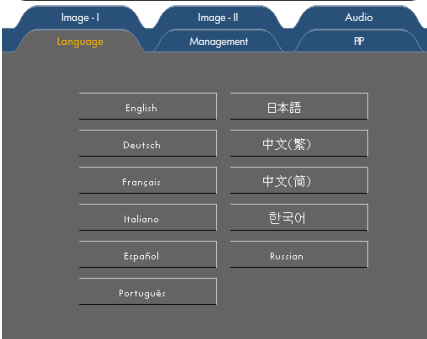 Image - I Image - II Audio
Language Management PIP
English 日本語
Deutsch 中文(繁)
Français 中文(简)
Italiano 한국어
Español Russian
Português